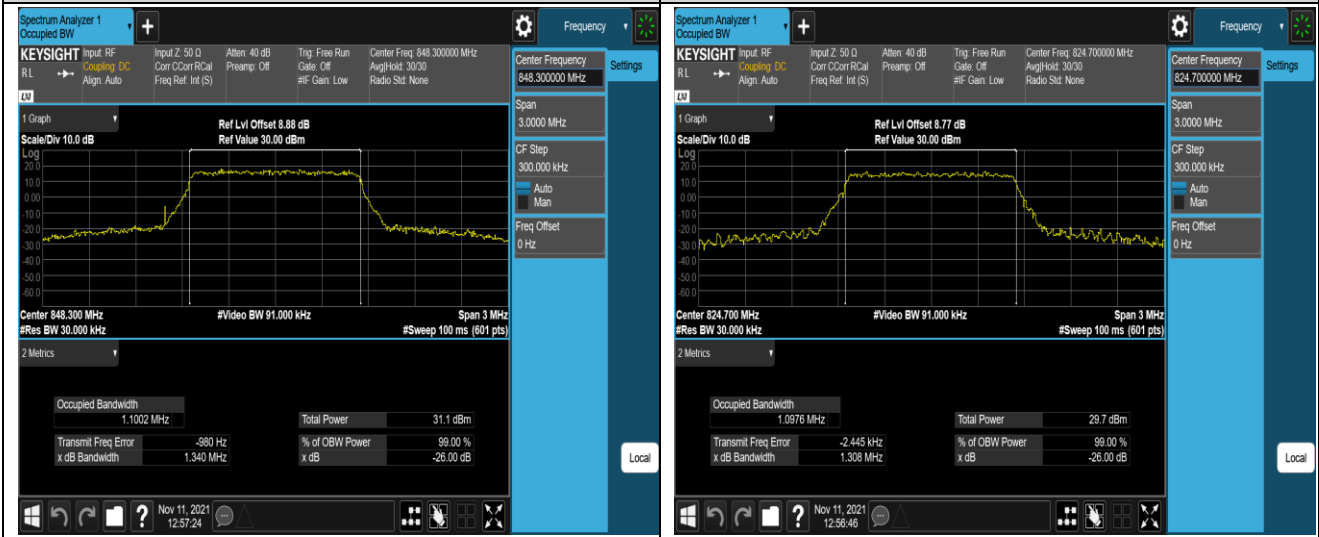 Spectrum Analyzer 1
Occupied BW
+
Frequency
KEYSIGHT
Input: RF
Input Z: 50 Ω
Atten: 40 dB
Trig: Free Run
Center Freq: 848.300000 MHz
R L
Coupling: DC
Corr CCorr RCal
Preamp: Off
Gate: Off
Avg|Hold: 30/30
Align: Auto
Freq Ref: Int (S)
#IF Gain: Low
Radio Std: None
LXI
1 Graph
Scale/Div 10.0 dB
Ref Lvl Offset 8.88 dB
Ref Value 30.00 dBm
Log
20.0
10.0
0.00
-10.0
-20.0
-30.0
-40.0
-50.0
-60.0
Center 848.300 MHz
#Video BW 91.000 kHz
Span 3 MHz
#Res BW 30.000 kHz
#Sweep 100 ms (601 pts)
2 Metrics
Occupied Bandwidth
1.1002 MHz
Total Power
31.1 dBm
Transmit Freq Error
-980 Hz
% of OBW Power
99.00 %
x dB Bandwidth
1.340 MHz
x dB
-26.00 dB
Center Frequency
848.300000 MHz
Settings
Span
3.0000 MHz
CF Step
300.000 kHz
Auto
Man
Freq Offset
0 Hz
Local
?
Nov 11, 2021
12:57:24
Spectrum Analyzer 1
Occupied BW
+
Frequency
KEYSIGHT
Input: RF
Input Z: 50 Ω
Atten: 40 dB
Trig: Free Run
Center Freq: 824.700000 MHz
R L
Coupling: DC
Corr CCorr RCal
Preamp: Off
Gate: Off
Avg|Hold: 30/30
Align: Auto
Freq Ref: Int (S)
#IF Gain: Low
Radio Std: None
LXI
1 Graph
Scale/Div 10.0 dB
Ref Lvl Offset 8.77 dB
Ref Value 30.00 dBm
Log
20.0
10.0
0.00
-10.0
-20.0
-30.0
-40.0
-50.0
-60.0
Center 824.700 MHz
#Video BW 91.000 kHz
Span 3 MHz
#Res BW 30.000 kHz
#Sweep 100 ms (601 pts)
2 Metrics
Occupied Bandwidth
1.0976 MHz
Total Power
29.7 dBm
Transmit Freq Error
-2.445 kHz
% of OBW Power
99.00 %
x dB Bandwidth
1.308 MHz
x dB
-26.00 dB
Center Frequency
824.700000 MHz
Settings
Span
3.0000 MHz
CF Step
300.000 kHz
Auto
Man
Freq Offset
0 Hz
Local
?
Nov 11, 2021
12:56:46